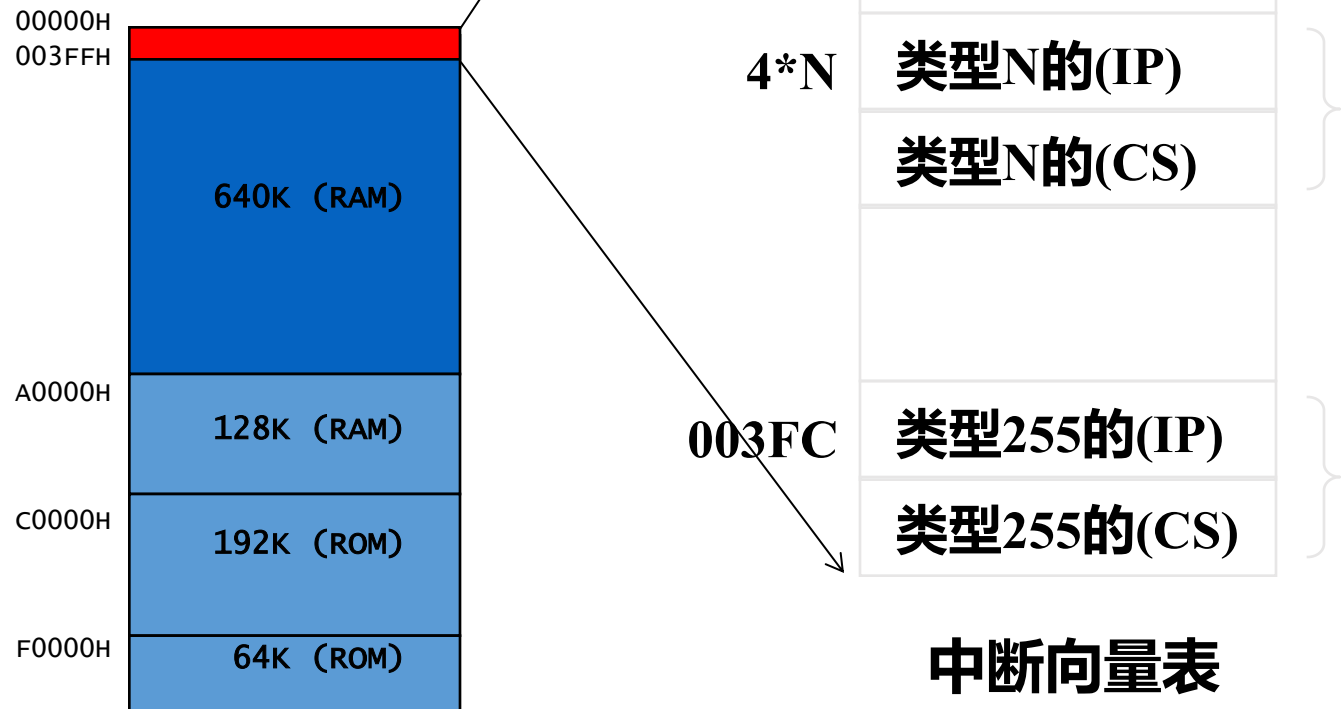 00000H
003FFH
640K (RAM)
A0000H
128K (RAM)
C0000H
192K (ROM)
F0000H
64K (ROM)
4*N
类型N的(IP)
类型N的(CS)
003FC
类型255的(IP)
类型255的(CS)
中断向量表